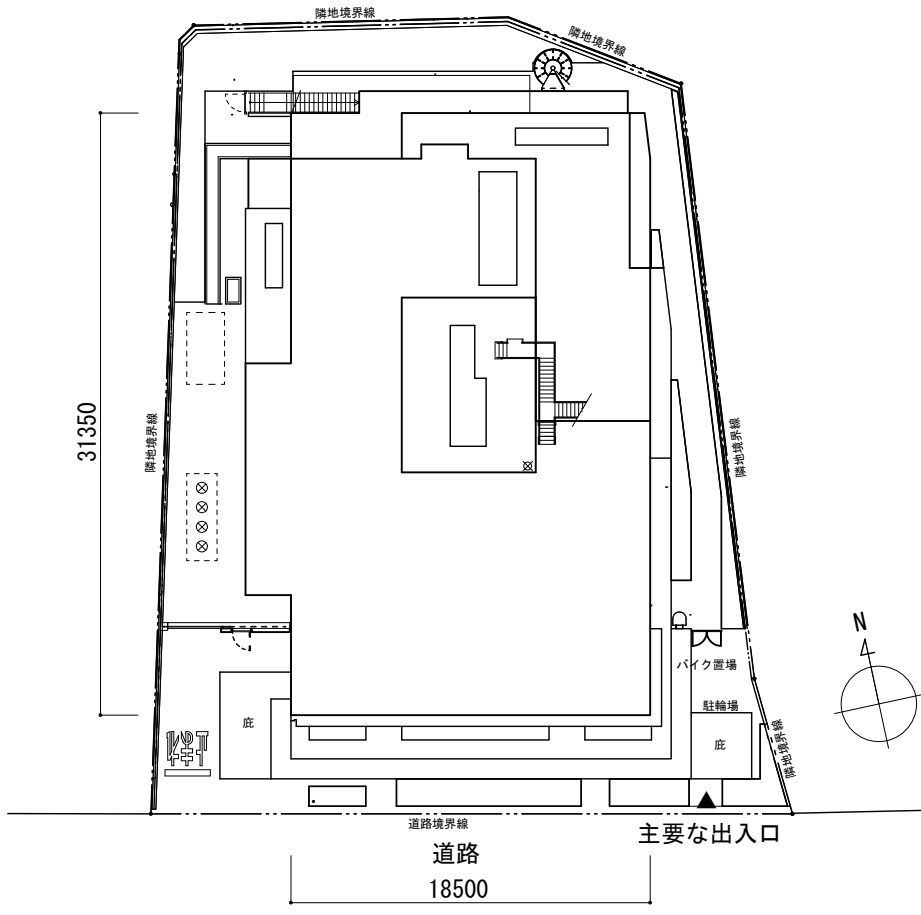 隣地境界線
隣地境界線
31350
隣地境界線
隣地境界線
N
バイク置場
駐輪場
庇
庇
隣地境界線
道路境界線
主要な出入口
道路
18500